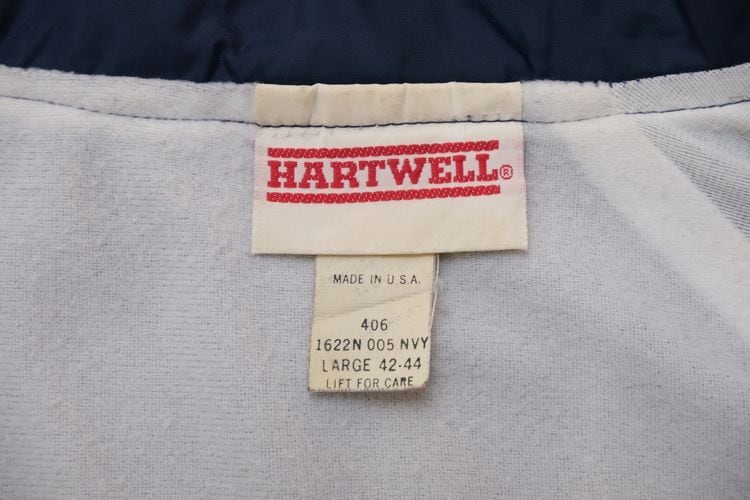 HARTWELL®
MADE IN U.S.A.
406
1622N 005 NVY
LARGE 42-44
LIFT FOR CARE